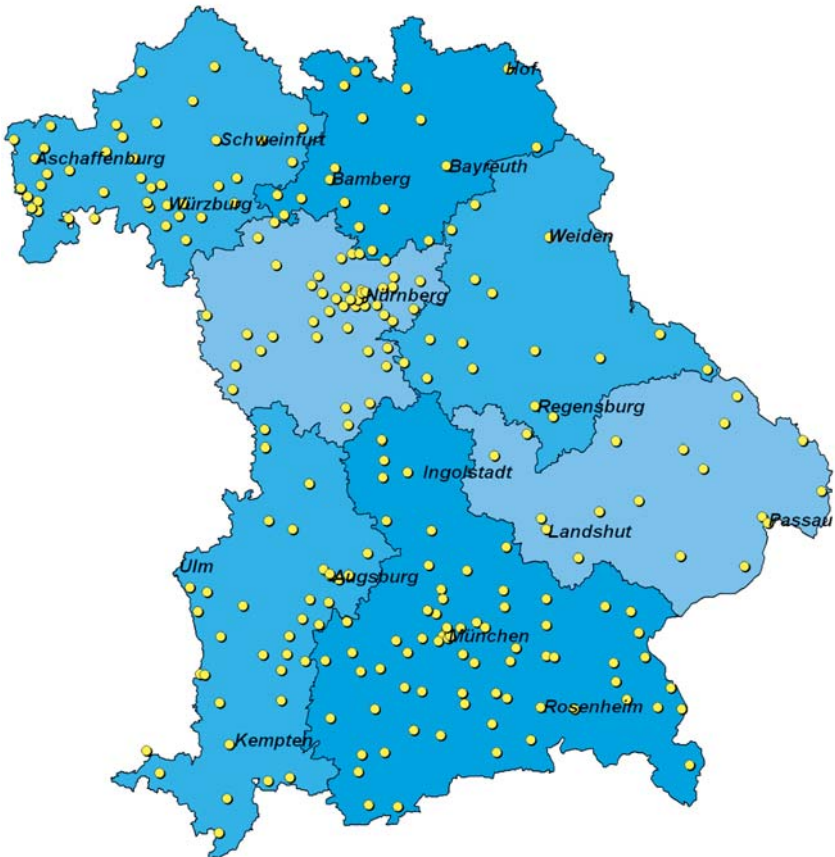 Hof
Schweinfurt
Aschaffenburg
Bayreuth
Bamberg
Würzburg
Weiden
Nürnberg
Regensburg
Ingolstadt
Passau
Landshut
Ulm
Augsburg
München
Rosenheim
Kempten